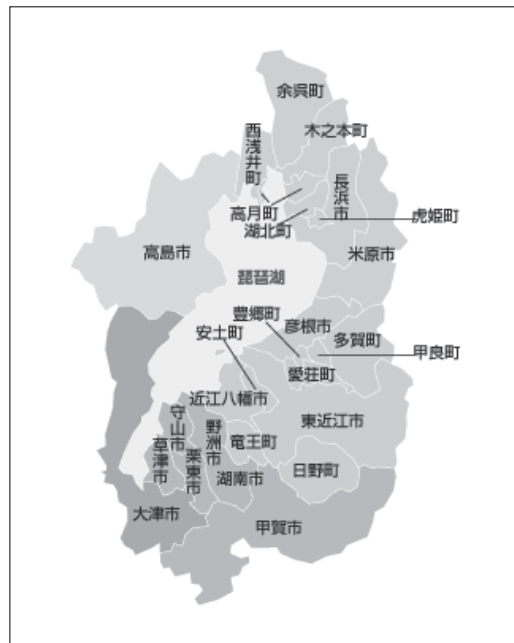 余呉町
木之本町
西浅井町
長浜市
高月町
虎姫町
湖北町
高島市
米原市
琵琶湖
豊郷町
彦根市
安土町
多賀町
甲良町
愛荘町
近江八幡市
東近江市
守山市
野洲市
竜王町
草津市
栗東市
湖南市
日野町
大津市
甲賀市